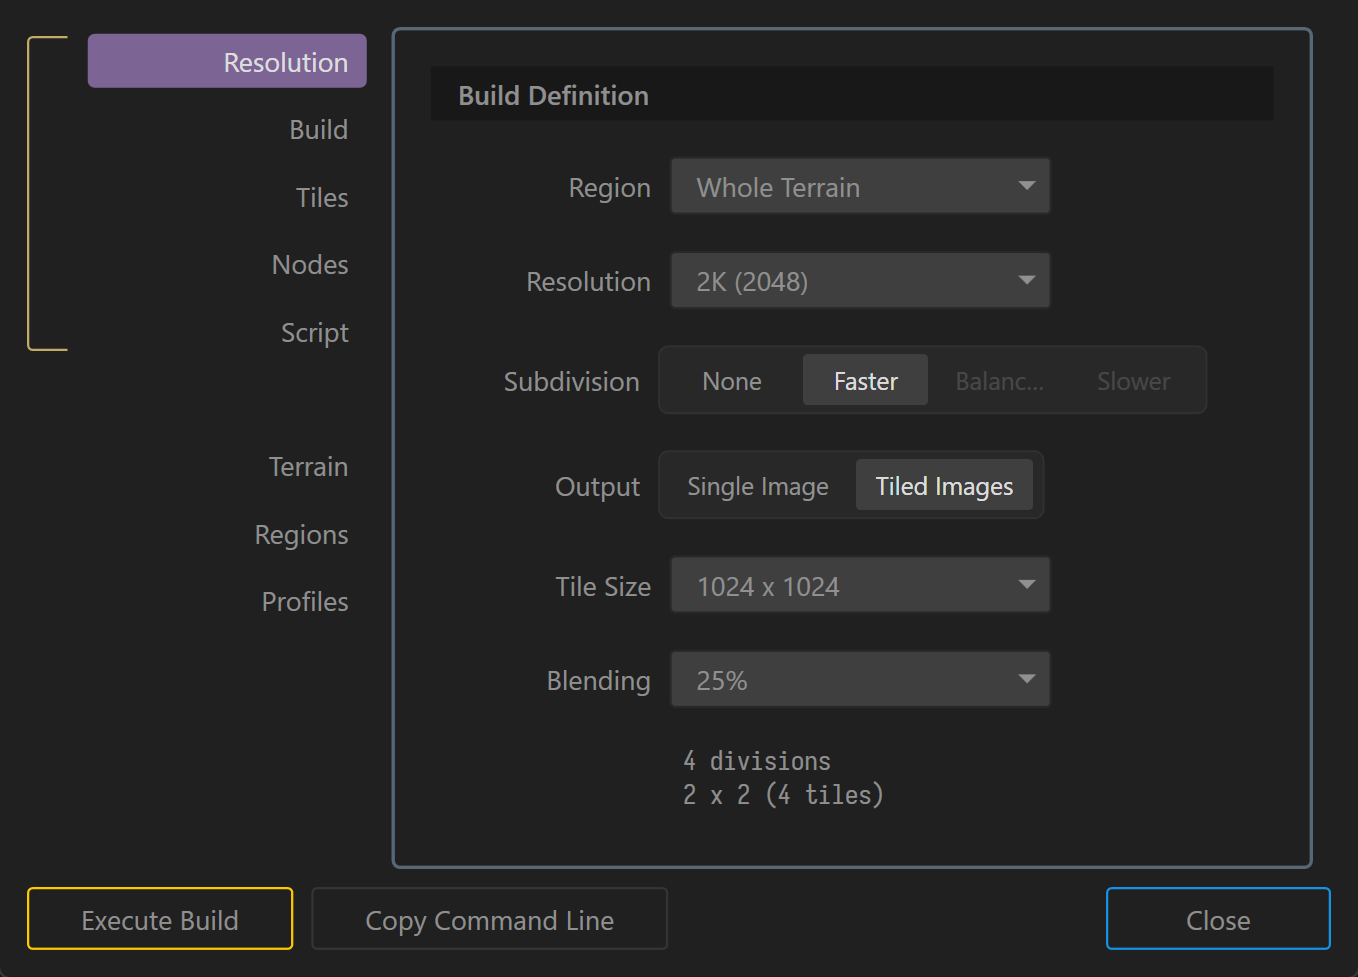 Resolution
Build
Tiles
Nodes
Script
Terrain
Regions
Profiles
Build Definition
Region Whole Terrain
Resolution 2K (2048)
Subdivision None Faster Balanc... Slower
Output Single Image Tiled Images
Tile Size 1024 x 1024
Blending 25%
4 divisions
2 x 2 (4 tiles)
Execute Build Copy Command Line Close